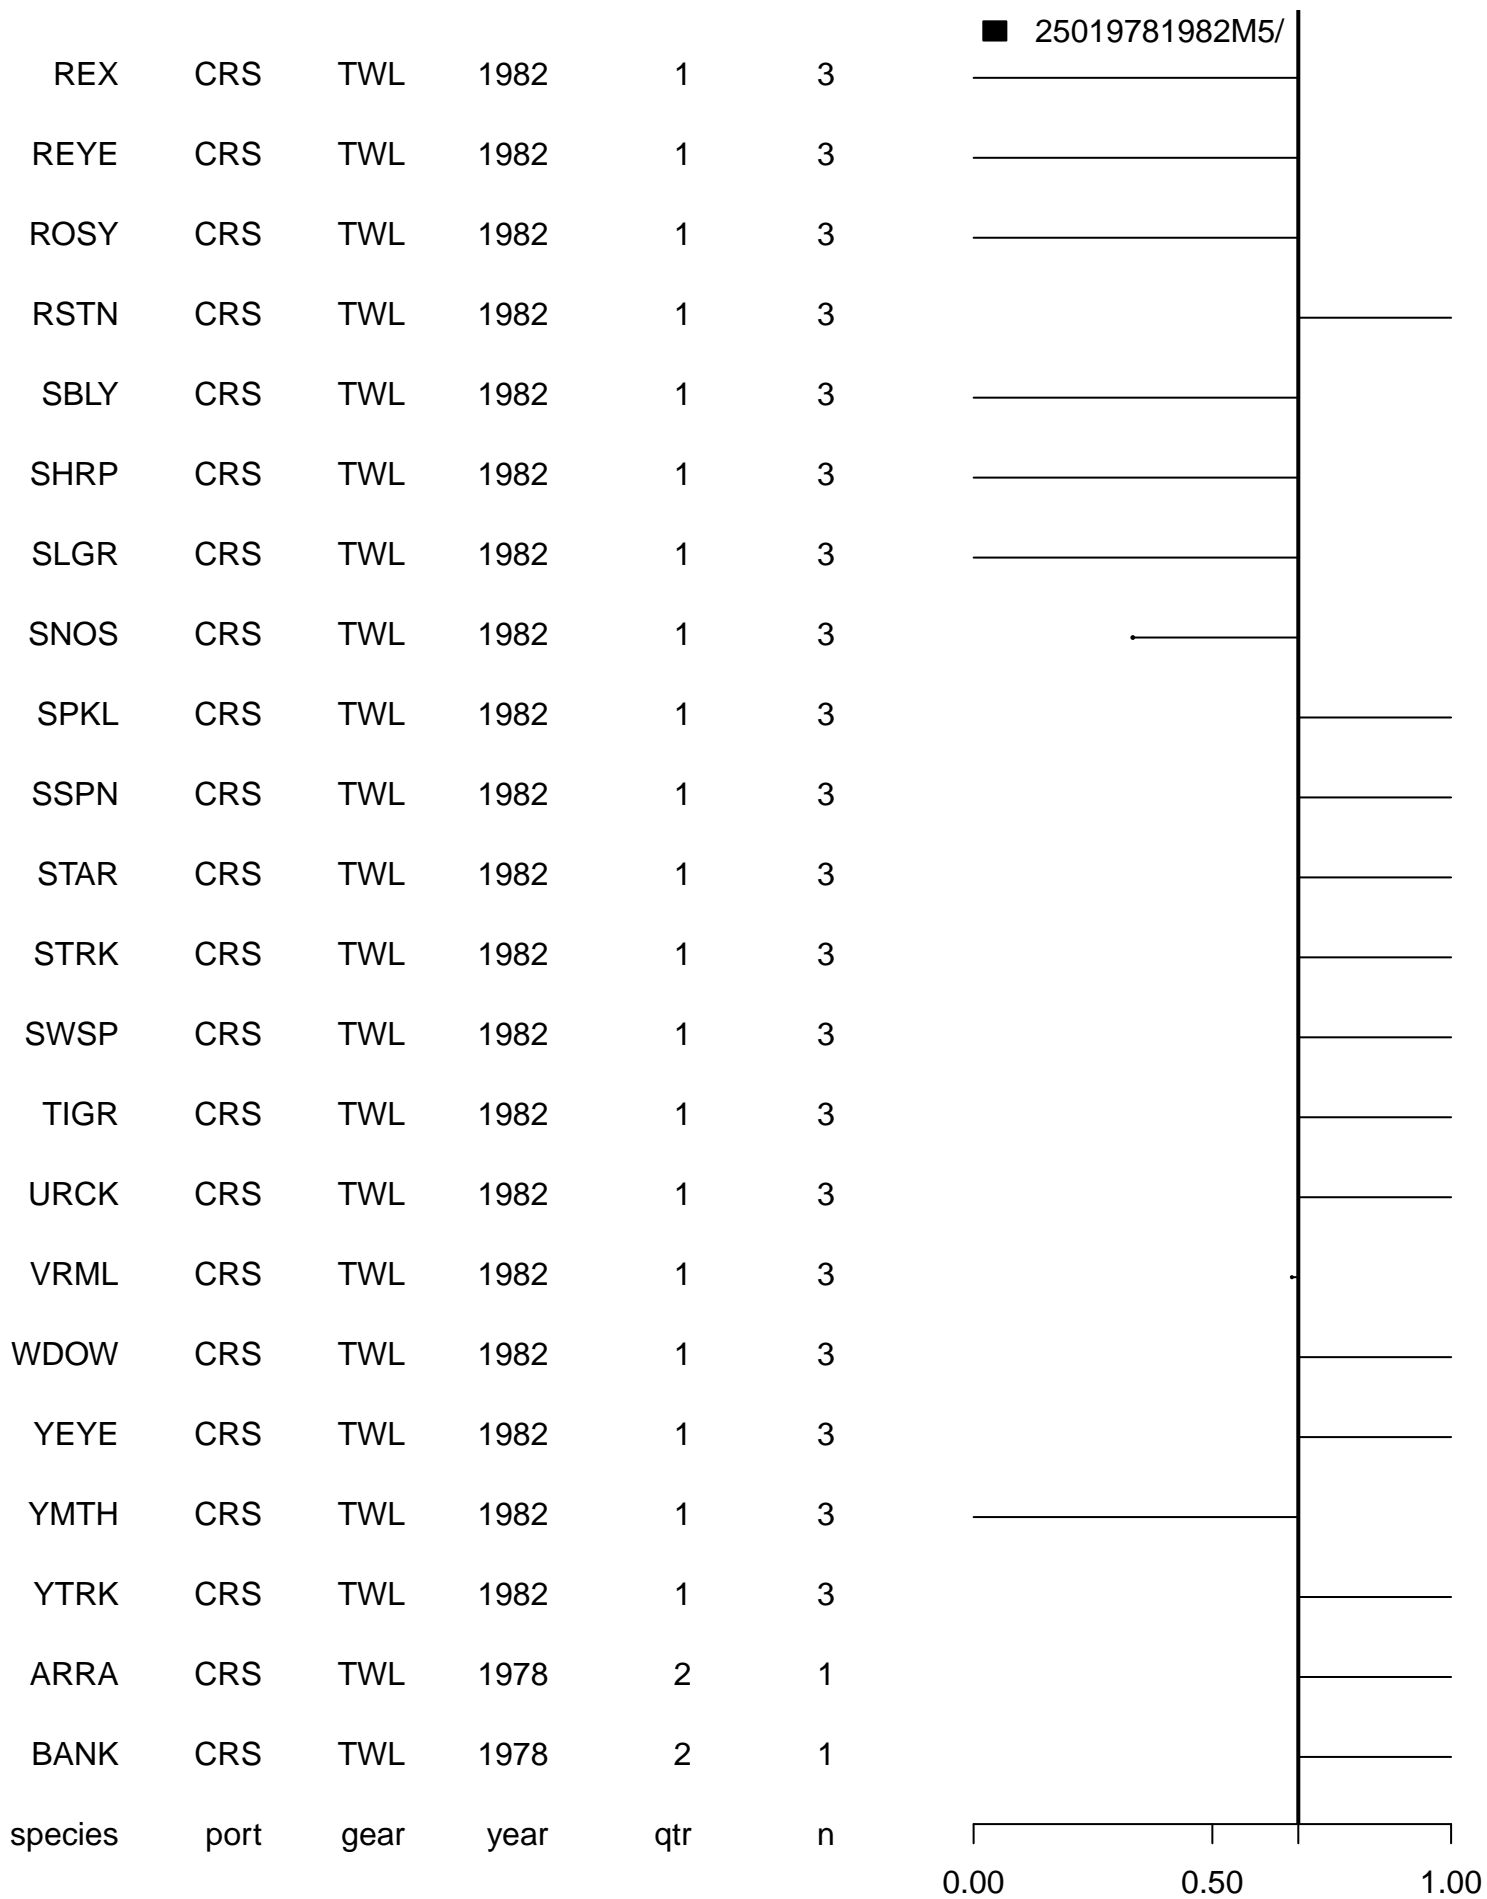 25019781982M5/
REX CRS TWL 1982 1 3
REYE CRS TWL 1982 1 3
ROSY CRS TWL 1982 1 3
RSTN CRS TWL 1982 1 3
SBLY CRS TWL 1982 1 3
SHRP CRS TWL 1982 1 3
SLGR CRS TWL 1982 1 3
SNOS CRS TWL 1982 1 3
SPKL CRS TWL 1982 1 3
SSPN CRS TWL 1982 1 3
STAR CRS TWL 1982 1 3
STRK CRS TWL 1982 1 3
SWSP CRS TWL 1982 1 3
TIGR CRS TWL 1982 1 3
URCK CRS TWL 1982 1 3
VRML CRS TWL 1982 1 3
WDOW CRS TWL 1982 1 3
YEYE CRS TWL 1982 1 3
YMTH CRS TWL 1982 1 3
YTRK CRS TWL 1982 1 3
ARRA CRS TWL 1978 2 1
BANK CRS TWL 1978 2 1
species port gear year qtr n
0.00 0.50 1.00